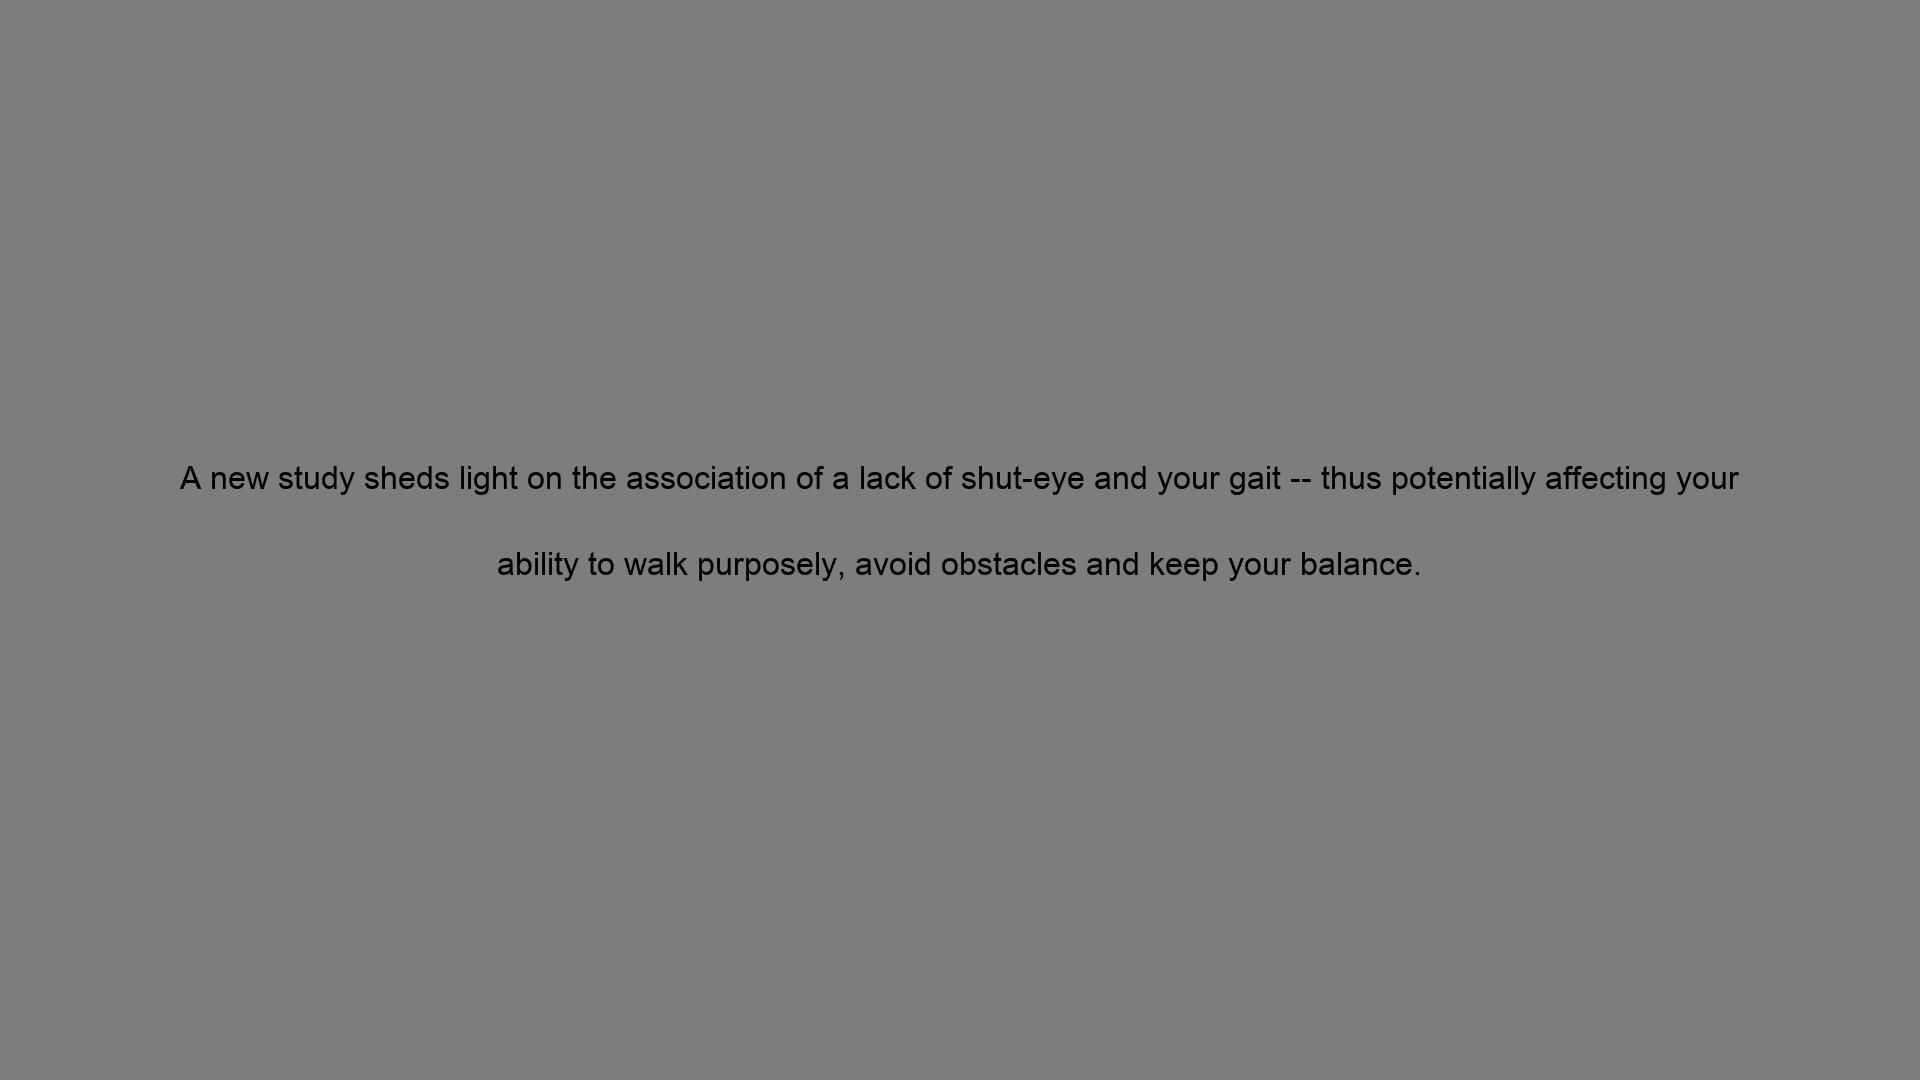 A new study sheds light on the association of a lack of shut-eye and your gait -- thus potentially affecting your
ability to walk purposely, avoid obstacles and keep your balance.